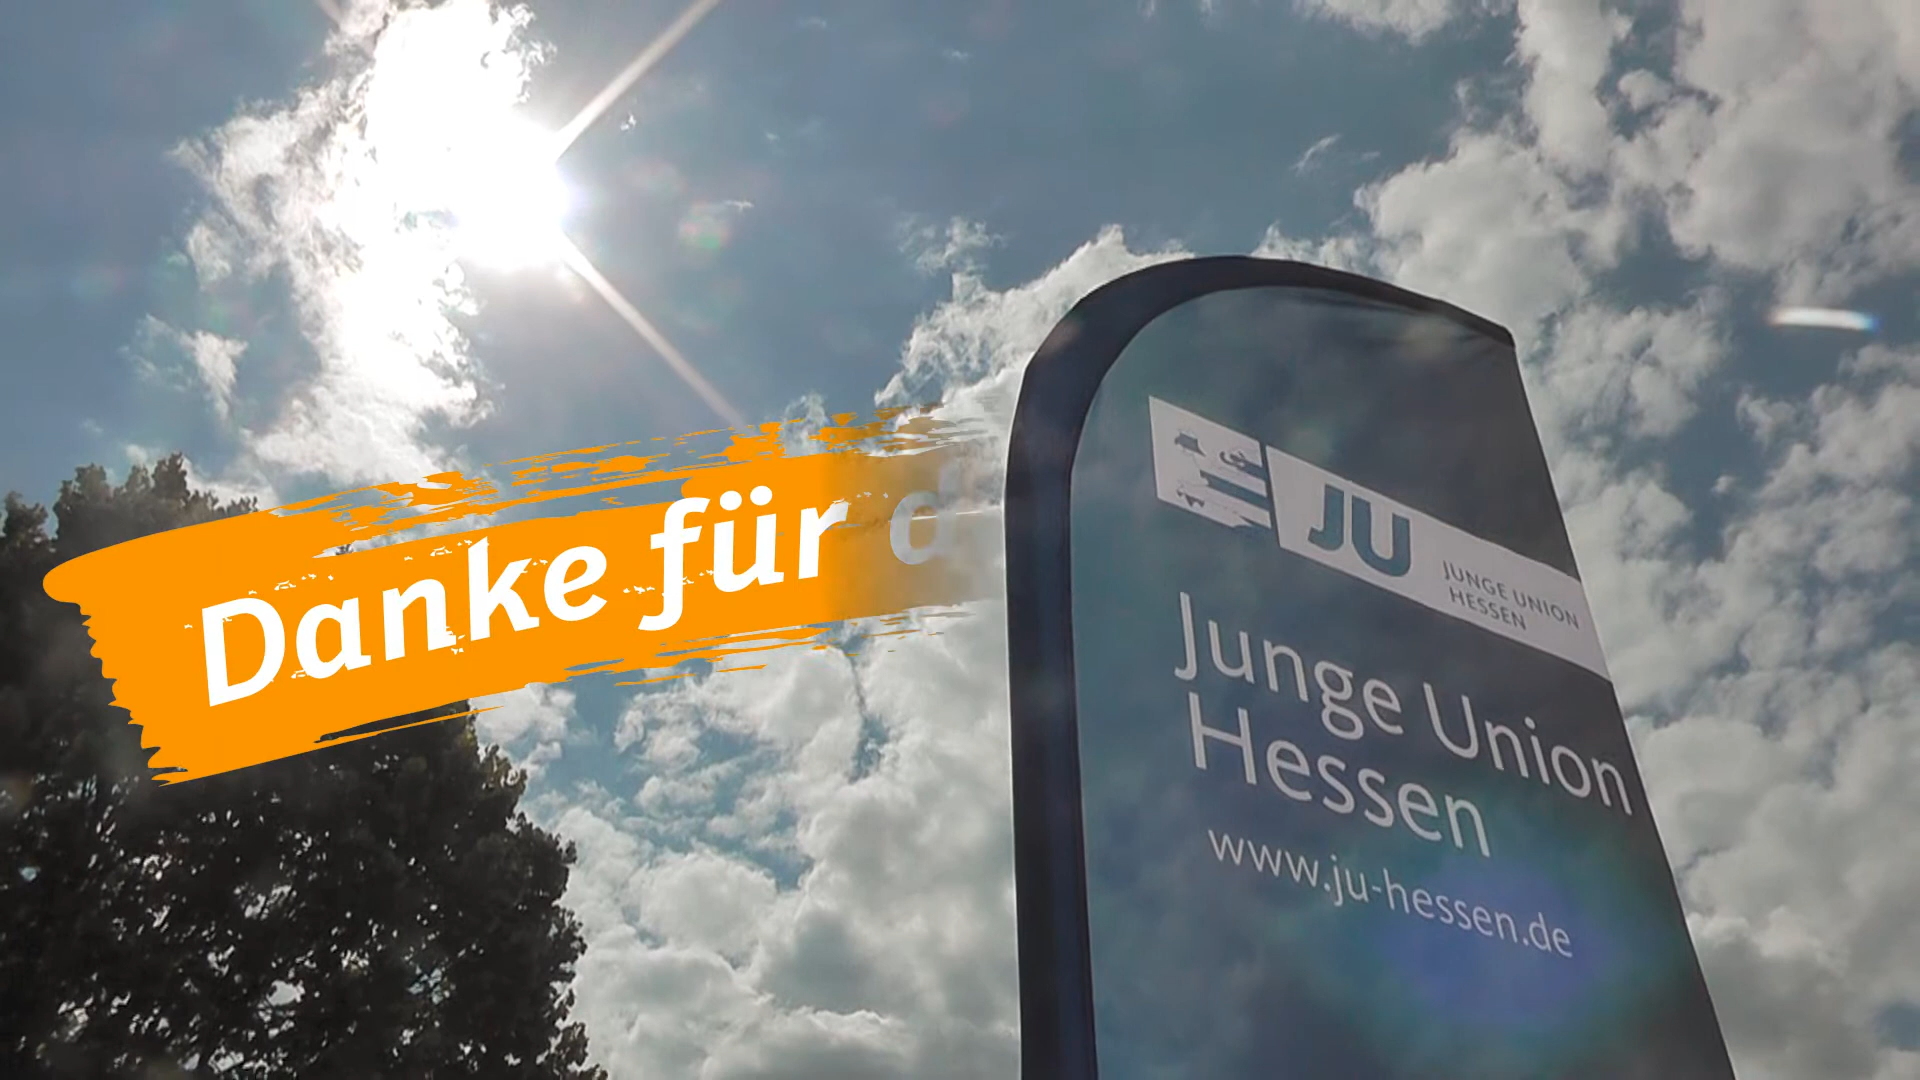 Danke für d
JU
JUNGE UNION
HESSEN
Junge Union
Hessen
www.ju-hessen.de